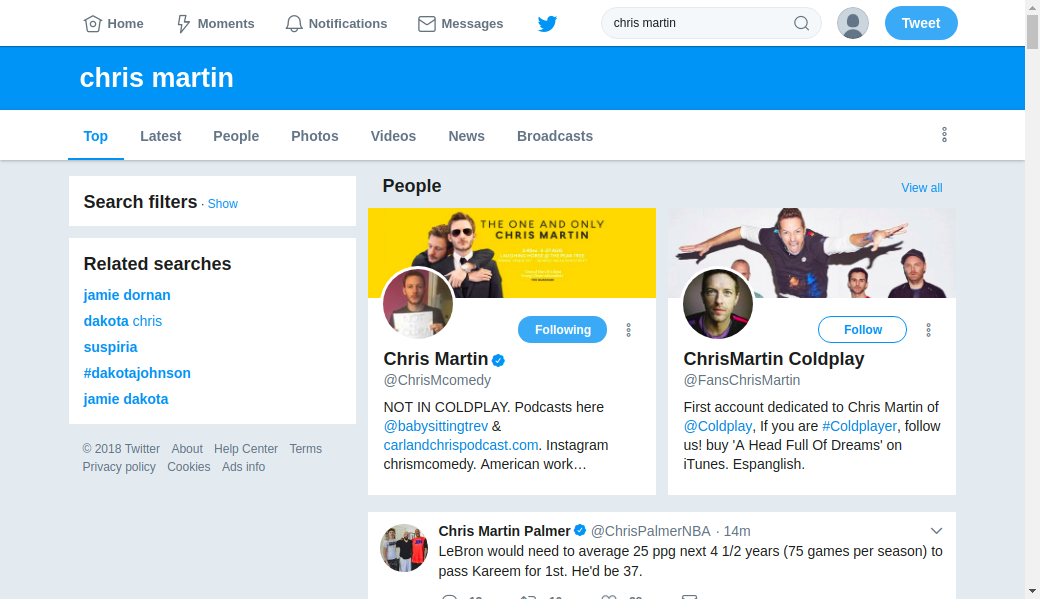 Home
Moments
Notifications
Messages
chris martin
Tweet
chris martin
Top
Latest
People
Photos
Videos
News
Broadcasts
Search filters · Show
Related searches
jamie dornan
dakota chris
suspiria
#dakotajohnson
jamie dakota
© 2018 Twitter About Help Center Terms
Privacy policy Cookies Ads info
People
View all
THE ONE AND ONLY
CHRIS MARTIN
Following
Chris Martin
@ChrisMcomedy
NOT IN COLDPLAY. Podcasts here
@babysittingtrev &
carlandchrispodcast.com. Instagram
chrismcomedy. American work…
Follow
ChrisMartin Coldplay
@FansChrisMartin
First account dedicated to Chris Martin of
@Coldplay, If you are #Coldplayer, follow
us! buy 'A Head Full Of Dreams' on
iTunes. Espanglish.
Chris Martin Palmer @ChrisPalmerNBA · 14m
LeBron would need to average 25 ppg next 4 1/2 years (75 games per season) to
pass Kareem for 1st. He'd be 37.